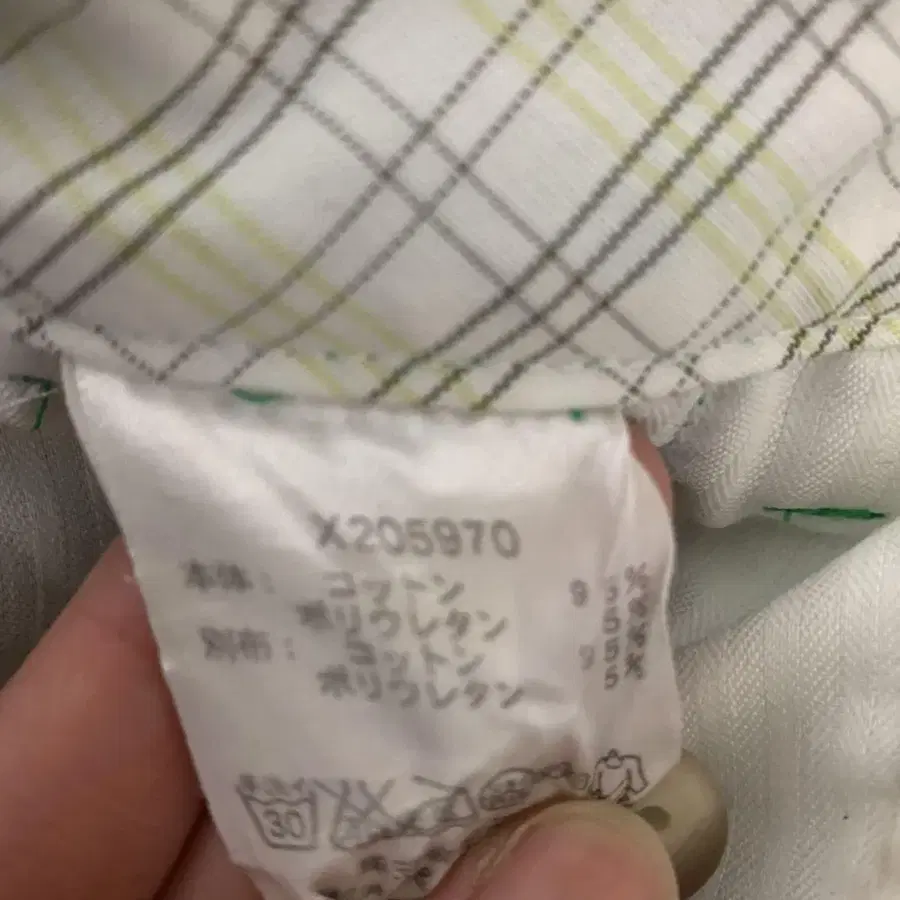 X205970
本体： コットン 95%
ポリウレタン 5%
別布： コットン 95%
ポリウレタン 5%
30